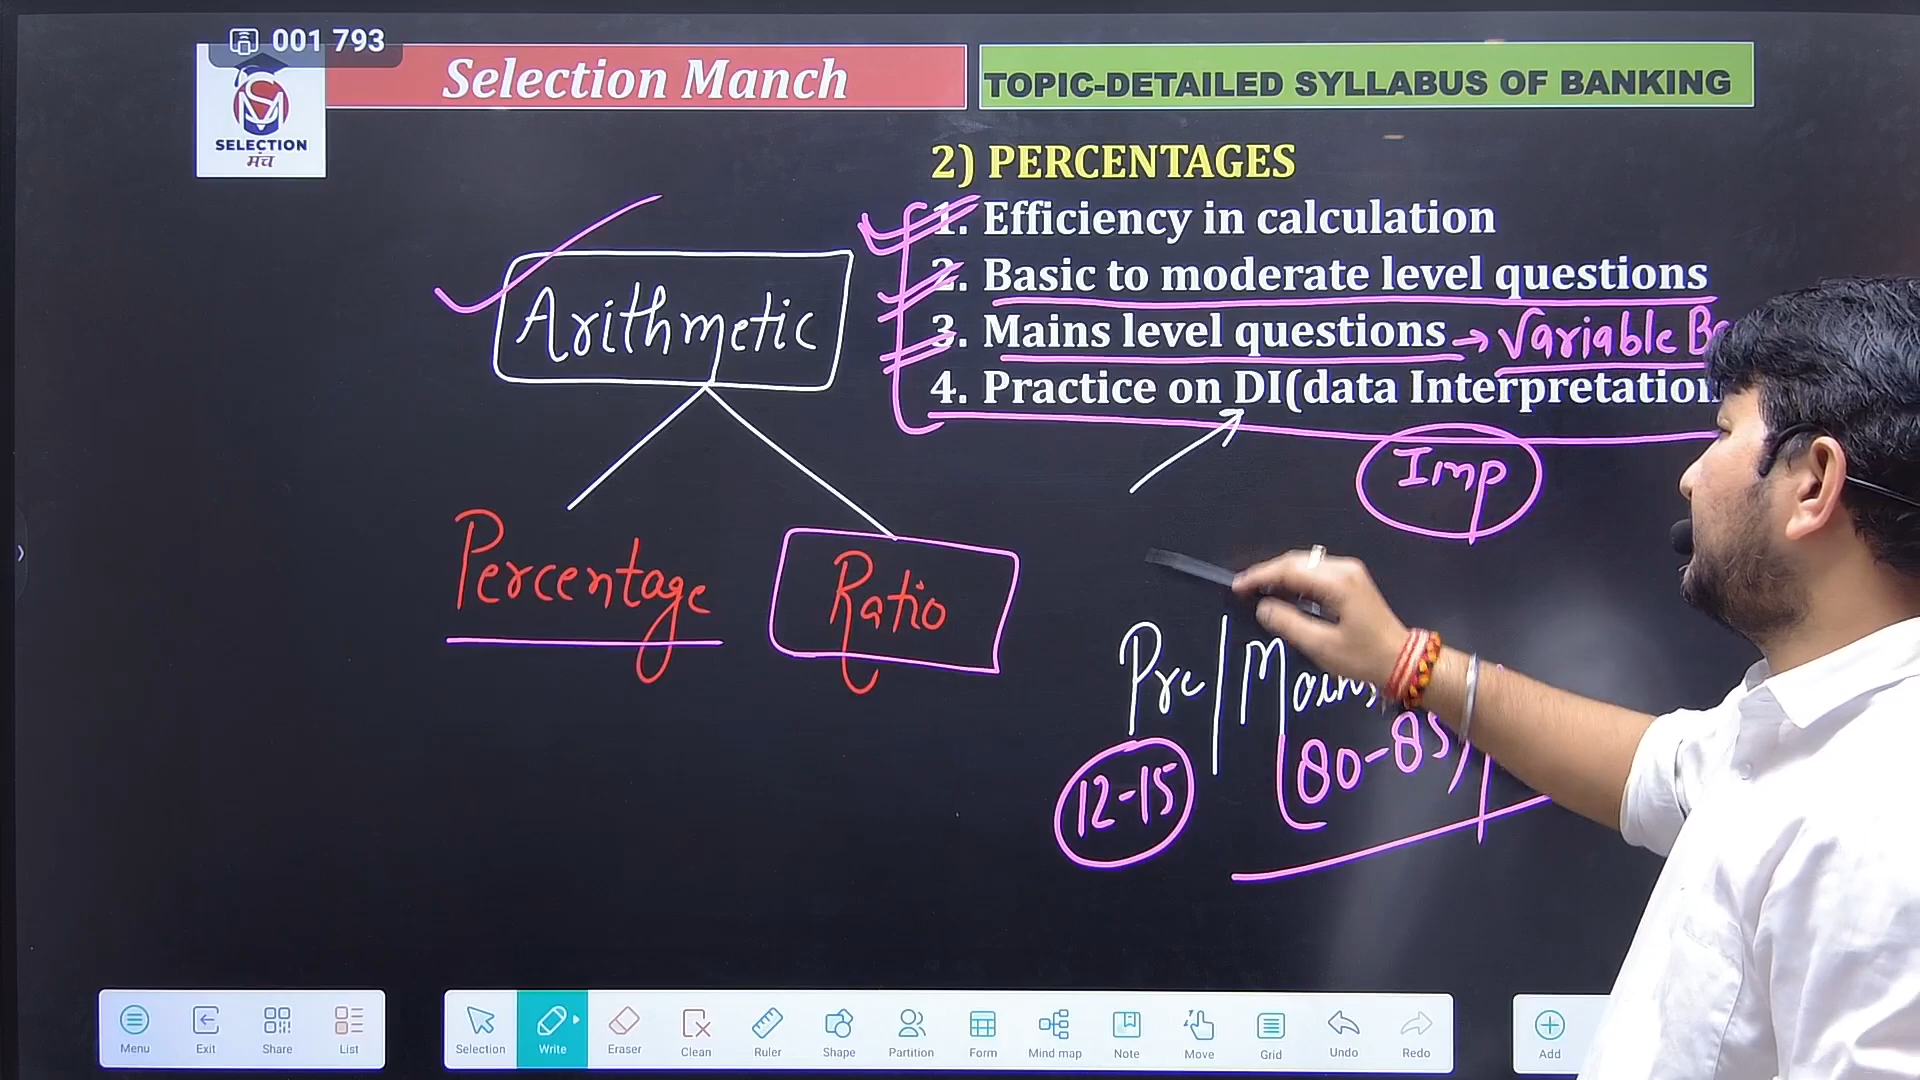 001 793
Selection Manch
TOPIC-DETAILED SYLLABUS OF BANKING
SELECTION
मंच
2) PERCENTAGES
1. Efficiency in calculation
2. Basic to moderate level questions
3. Mains level questions → Variable
4. Practice on DI(data Interpretation
Imp
Arithmetic
Percentage
Ratio
Pre | Mains
12-15
(80-85)
Menu
Exit
Share
List
Selection
Write
Eraser
Clean
Ruler
Shape
Partition
Form
Mind map
Note
Move
Grid
Undo
Redo
Add